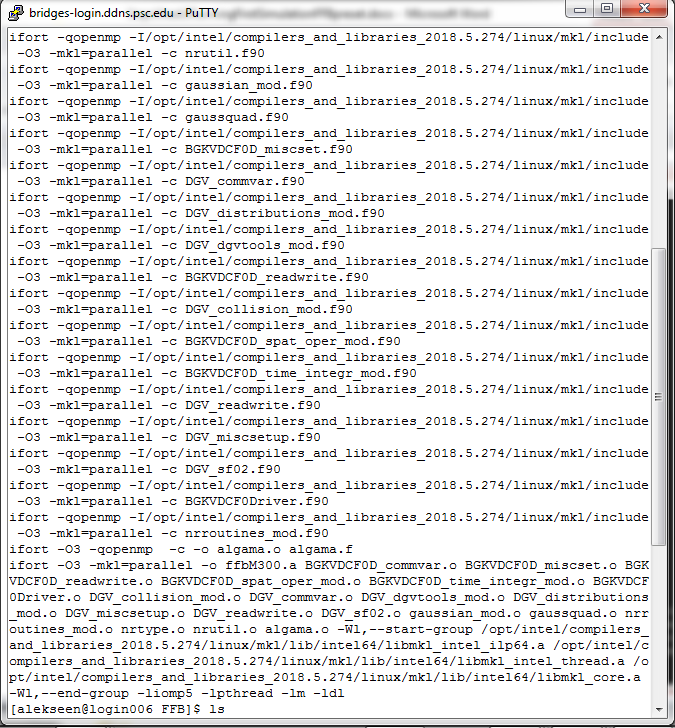 bridges-login.ddns.psc.edu - PuTTY
ifort -qopenmp -I/opt/intel/compilers_and_libraries_2018.5.274/linux/mkl/include
 -O3 -mkl=parallel -c nrutil.f90
ifort -qopenmp -I/opt/intel/compilers_and_libraries_2018.5.274/linux/mkl/include
 -O3 -mkl=parallel -c gaussian_mod.f90
ifort -qopenmp -I/opt/intel/compilers_and_libraries_2018.5.274/linux/mkl/include
 -O3 -mkl=parallel -c gaussquad.f90
ifort -qopenmp -I/opt/intel/compilers_and_libraries_2018.5.274/linux/mkl/include
 -O3 -mkl=parallel -c BGKVDCF0D_miscset.f90
ifort -qopenmp -I/opt/intel/compilers_and_libraries_2018.5.274/linux/mkl/include
 -O3 -mkl=parallel -c DGV_commvar.f90
ifort -qopenmp -I/opt/intel/compilers_and_libraries_2018.5.274/linux/mkl/include
 -O3 -mkl=parallel -c DGV_distributions_mod.f90
ifort -qopenmp -I/opt/intel/compilers_and_libraries_2018.5.274/linux/mkl/include
 -O3 -mkl=parallel -c DGV_dgvtools_mod.f90
ifort -qopenmp -I/opt/intel/compilers_and_libraries_2018.5.274/linux/mkl/include
 -O3 -mkl=parallel -c BGKVDCF0D_readwrite.f90
ifort -qopenmp -I/opt/intel/compilers_and_libraries_2018.5.274/linux/mkl/include
 -O3 -mkl=parallel -c DGV_collision_mod.f90
ifort -qopenmp -I/opt/intel/compilers_and_libraries_2018.5.274/linux/mkl/include
 -O3 -mkl=parallel -c BGKVDCF0D_spat_oper_mod.f90
ifort -qopenmp -I/opt/intel/compilers_and_libraries_2018.5.274/linux/mkl/include
 -O3 -mkl=parallel -c BGKVDCF0D_time_integr_mod.f90
ifort -qopenmp -I/opt/intel/compilers_and_libraries_2018.5.274/linux/mkl/include
 -O3 -mkl=parallel -c DGV_readwrite.f90
ifort -qopenmp -I/opt/intel/compilers_and_libraries_2018.5.274/linux/mkl/include
 -O3 -mkl=parallel -c DGV_miscsetup.f90
ifort -qopenmp -I/opt/intel/compilers_and_libraries_2018.5.274/linux/mkl/include
 -O3 -mkl=parallel -c DGV_sf02.f90
ifort -qopenmp -I/opt/intel/compilers_and_libraries_2018.5.274/linux/mkl/include
 -O3 -mkl=parallel -c BGKVDCF0Driver.f90
ifort -qopenmp -I/opt/intel/compilers_and_libraries_2018.5.274/linux/mkl/include
 -O3 -mkl=parallel -c nrroutines_mod.f90
ifort -O3 -qopenmp  -c -o algama.o algama.f
ifort -O3 -mkl=parallel -o ffbM300.a BGKVDCF0D_commvar.o BGKVDCF0D_miscset.o BGK
VDCF0D_readwrite.o BGKVDCF0D_spat_oper_mod.o BGKVDCF0D_time_integr_mod.o BGKVDCF
0Driver.o DGV_collision_mod.o DGV_commvar.o DGV_dgvtools_mod.o DGV_distributions
_mod.o DGV_miscsetup.o DGV_readwrite.o DGV_sf02.o gaussian_mod.o gaussquad.o nrr
outines_mod.o nrtype.o nrutil.o algama.o -Wl,--start-group /opt/intel/compilers_
and_libraries_2018.5.274/linux/mkl/lib/intel64/libmkl_intel_ilp64.a /opt/intel/c
ompilers_and_libraries_2018.5.274/linux/mkl/lib/intel64/libmkl_intel_thread.a /o
pt/intel/compilers_and_libraries_2018.5.274/linux/mkl/lib/intel64/libmkl_core.a
-Wl,--end-group -liomp5 -lpthread -lm -ldl
[alekseen@login006 FFB]$ ls